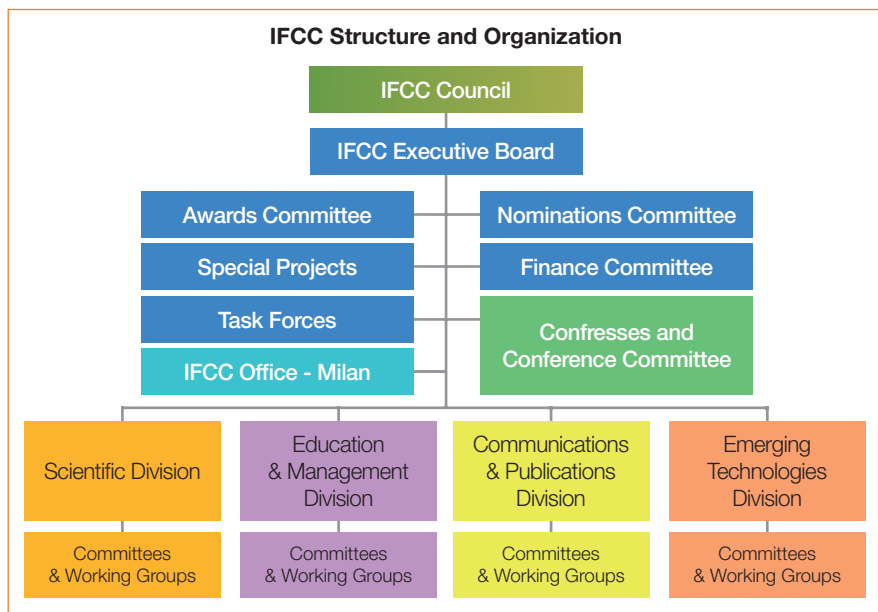 IFCC Structure and Organization
IFCC Council
IFCC Executive Board
Awards Committee
Nominations Committee
Special Projects
Finance Committee
Task Forces
Confresses and
Conference Committee
IFCC Office - Milan
Scientific Division
Education
& Management
Division
Communications
& Publications
Division
Emerging
Technologies
Division
Committees
& Working Groups
Committees
& Working Groups
Committees
& Working Groups
Committees
& Working Groups